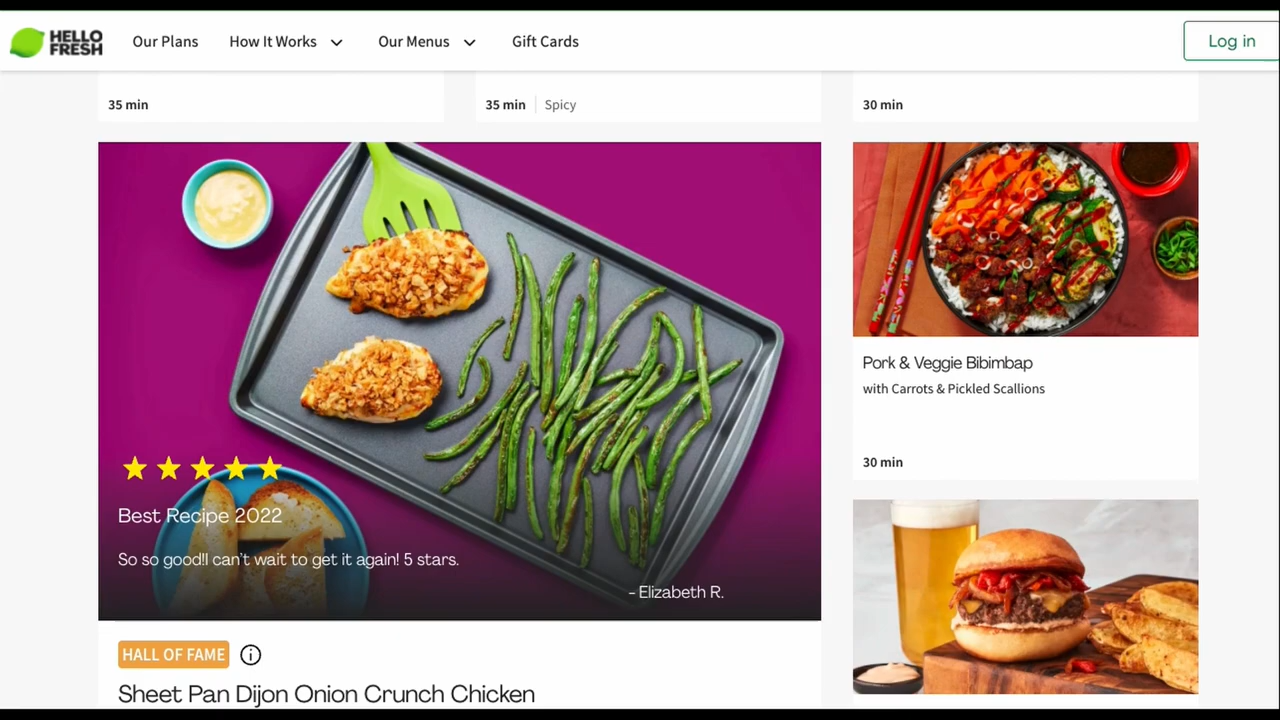 HELLO
FRESH
Our Plans
How It Works
Our Menus
Gift Cards
Log in
35 min
35 min
Spicy
30 min
Best Recipe 2022
So so good!I can't wait to get it again! 5 stars.
- Elizabeth R.
HALL OF FAME
Sheet Pan Dijon Onion Crunch Chicken
Pork & Veggie Bibimbap
with Carrots & Pickled Scallions
30 min